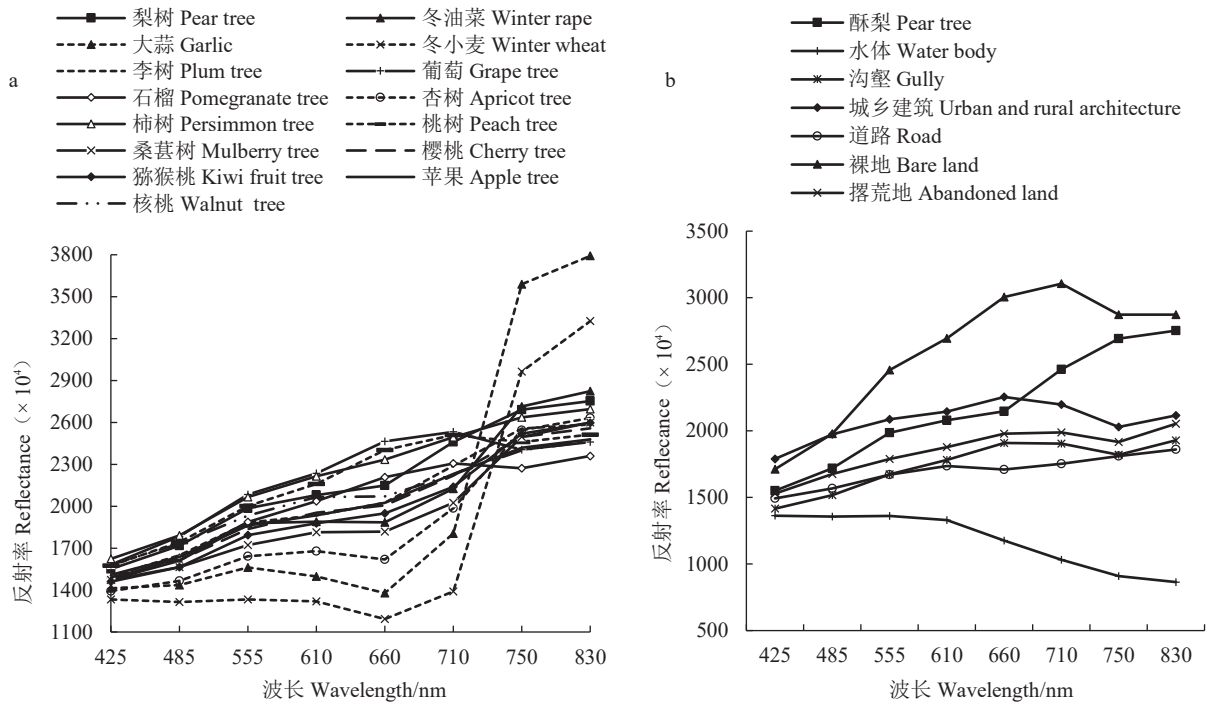 a
梨树 Pear tree
大蒜 Garlic
李树 Plum tree
石榴 Pomegranate tree
柿树 Persimmon tree
桑葚树 Mulberry tree
猕猴桃 Kiwi fruit tree
核桃 Walnut tree
冬油菜 Winter rape
冬小麦 Winter wheat
葡萄 Grape tree
杏树 Apricot tree
桃树 Peach tree
樱桃 Cherry tree
苹果 Apple tree
反射率 Reflectance（× 10⁴）
3800
3200
2900
2600
2300
2000
1700
1400
1100
425 485 555 610 660 710 750 830
波长 Wavelength/nm
b
酥梨 Pear tree
水体 Water body
沟壑 Gully
城乡建筑 Urban and rural architecture
道路 Road
裸地 Bare land
撂荒地 Abandoned land
反射率 Reflecance（× 10⁴）
3500
3000
2500
2000
1500
1000
500
425 485 555 610 660 710 750 830
波长 Wavelength/nm